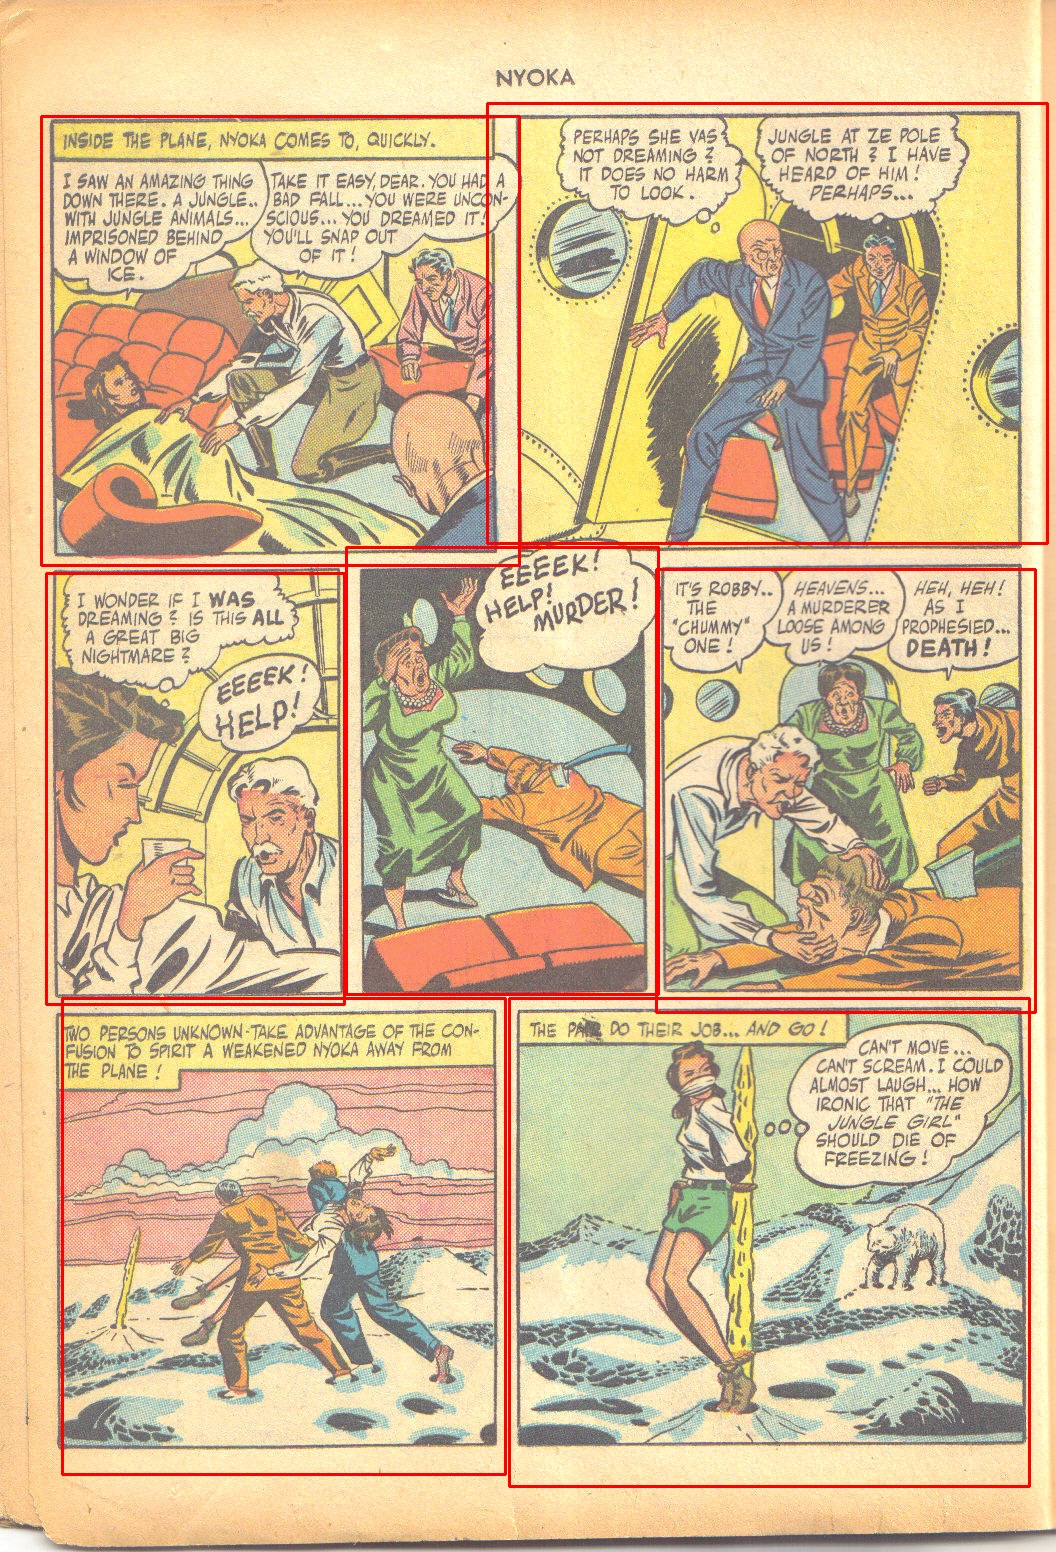 NYOKA
INSIDE THE PLANE, NYOKA COMES TO, QUICKLY.
I SAW AN AMAZING THING
DOWN THERE. A JUNGLE..
WITH JUNGLE ANIMALS...
IMPRISONED BEHIND
A WINDOW OF
ICE.
TAKE IT EASY, DEAR. YOU HAD A
BAD FALL... YOU WERE UNCON-
SCIOUS... YOU DREAMED IT!
YOU'LL SNAP OUT
OF IT!
PERHAPS SHE VAS
NOT DREAMING?
IT DOES NO HARM
TO LOOK.
JUNGLE AT ZE POLE
OF NORTH? I HAVE
HEARD OF HIM!
PERHAPS...
I WONDER IF I WAS
DREAMING? IS THIS ALL
A GREAT BIG
NIGHTMARE?
EEEEK!
HELP!
EEEEK!
HELP!
MURDER!
IT'S ROBBY..
THE
"CHUMMY"
ONE!
HEAVENS...
A MURDERER
LOOSE AMONG
US!
HEH, HEH!
AS I
PROPHESIED...
DEATH!
TWO PERSONS UNKNOWN TAKE ADVANTAGE OF THE CON-
FUSION TO SPIRIT A WEAKENED NYOKA AWAY FROM
THE PLANE!
THE PAIR DO THEIR JOB... AND GO!
CAN'T MOVE...
CAN'T SCREAM. I COULD
ALMOST LAUGH... HOW
IRONIC THAT "THE
JUNGLE GIRL"
SHOULD DIE OF
FREEZING!